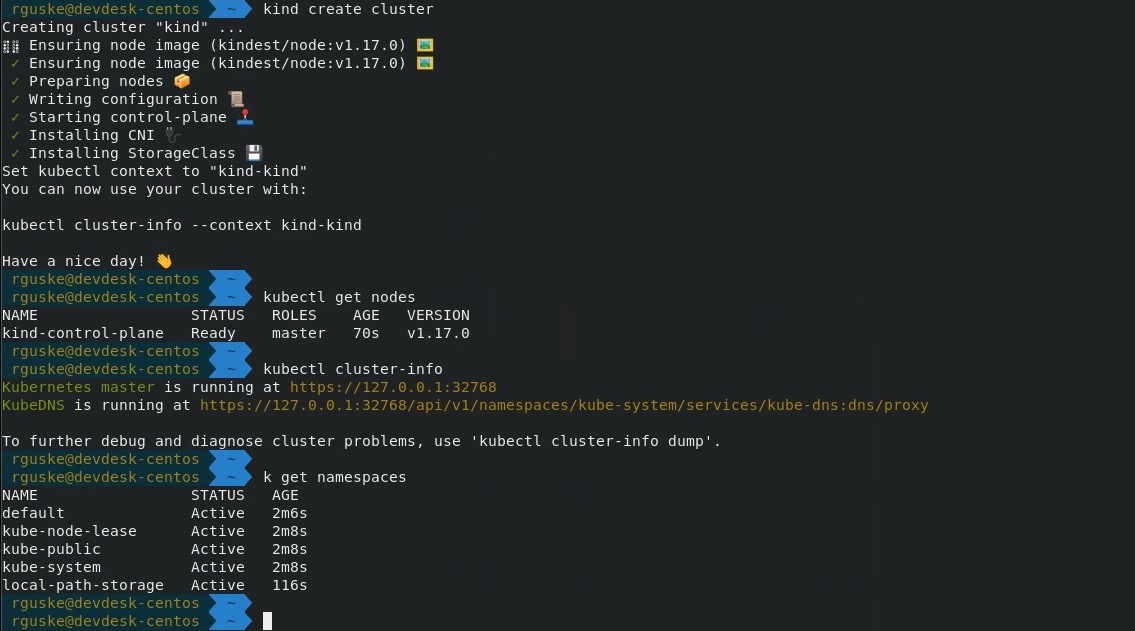 rguske@devdesk-centos ~ kind create cluster
Creating cluster "kind" ...
Ensuring node image (kindest/node:v1.17.0) 🖼
✓ Ensuring node image (kindest/node:v1.17.0) 🖼
✓ Preparing nodes 📦
✓ Writing configuration 📜
✓ Starting control-plane 🕹
✓ Installing CNI 🔌
✓ Installing StorageClass 💾
Set kubectl context to "kind-kind"
You can now use your cluster with:

kubectl cluster-info --context kind-kind

Have a nice day! 👋
rguske@devdesk-centos ~
rguske@devdesk-centos ~ kubectl get nodes
NAME STATUS ROLES AGE VERSION
kind-control-plane Ready master 70s v1.17.0
rguske@devdesk-centos ~
rguske@devdesk-centos ~ kubectl cluster-info
Kubernetes master is running at https://127.0.0.1:32768
KubeDNS is running at https://127.0.0.1:32768/api/v1/namespaces/kube-system/services/kube-dns:dns/proxy

To further debug and diagnose cluster problems, use 'kubectl cluster-info dump'.
rguske@devdesk-centos ~
rguske@devdesk-centos ~ k get namespaces
NAME STATUS AGE
default Active 2m6s
kube-node-lease Active 2m8s
kube-public Active 2m8s
kube-system Active 2m8s
local-path-storage Active 116s
rguske@devdesk-centos ~
rguske@devdesk-centos ~